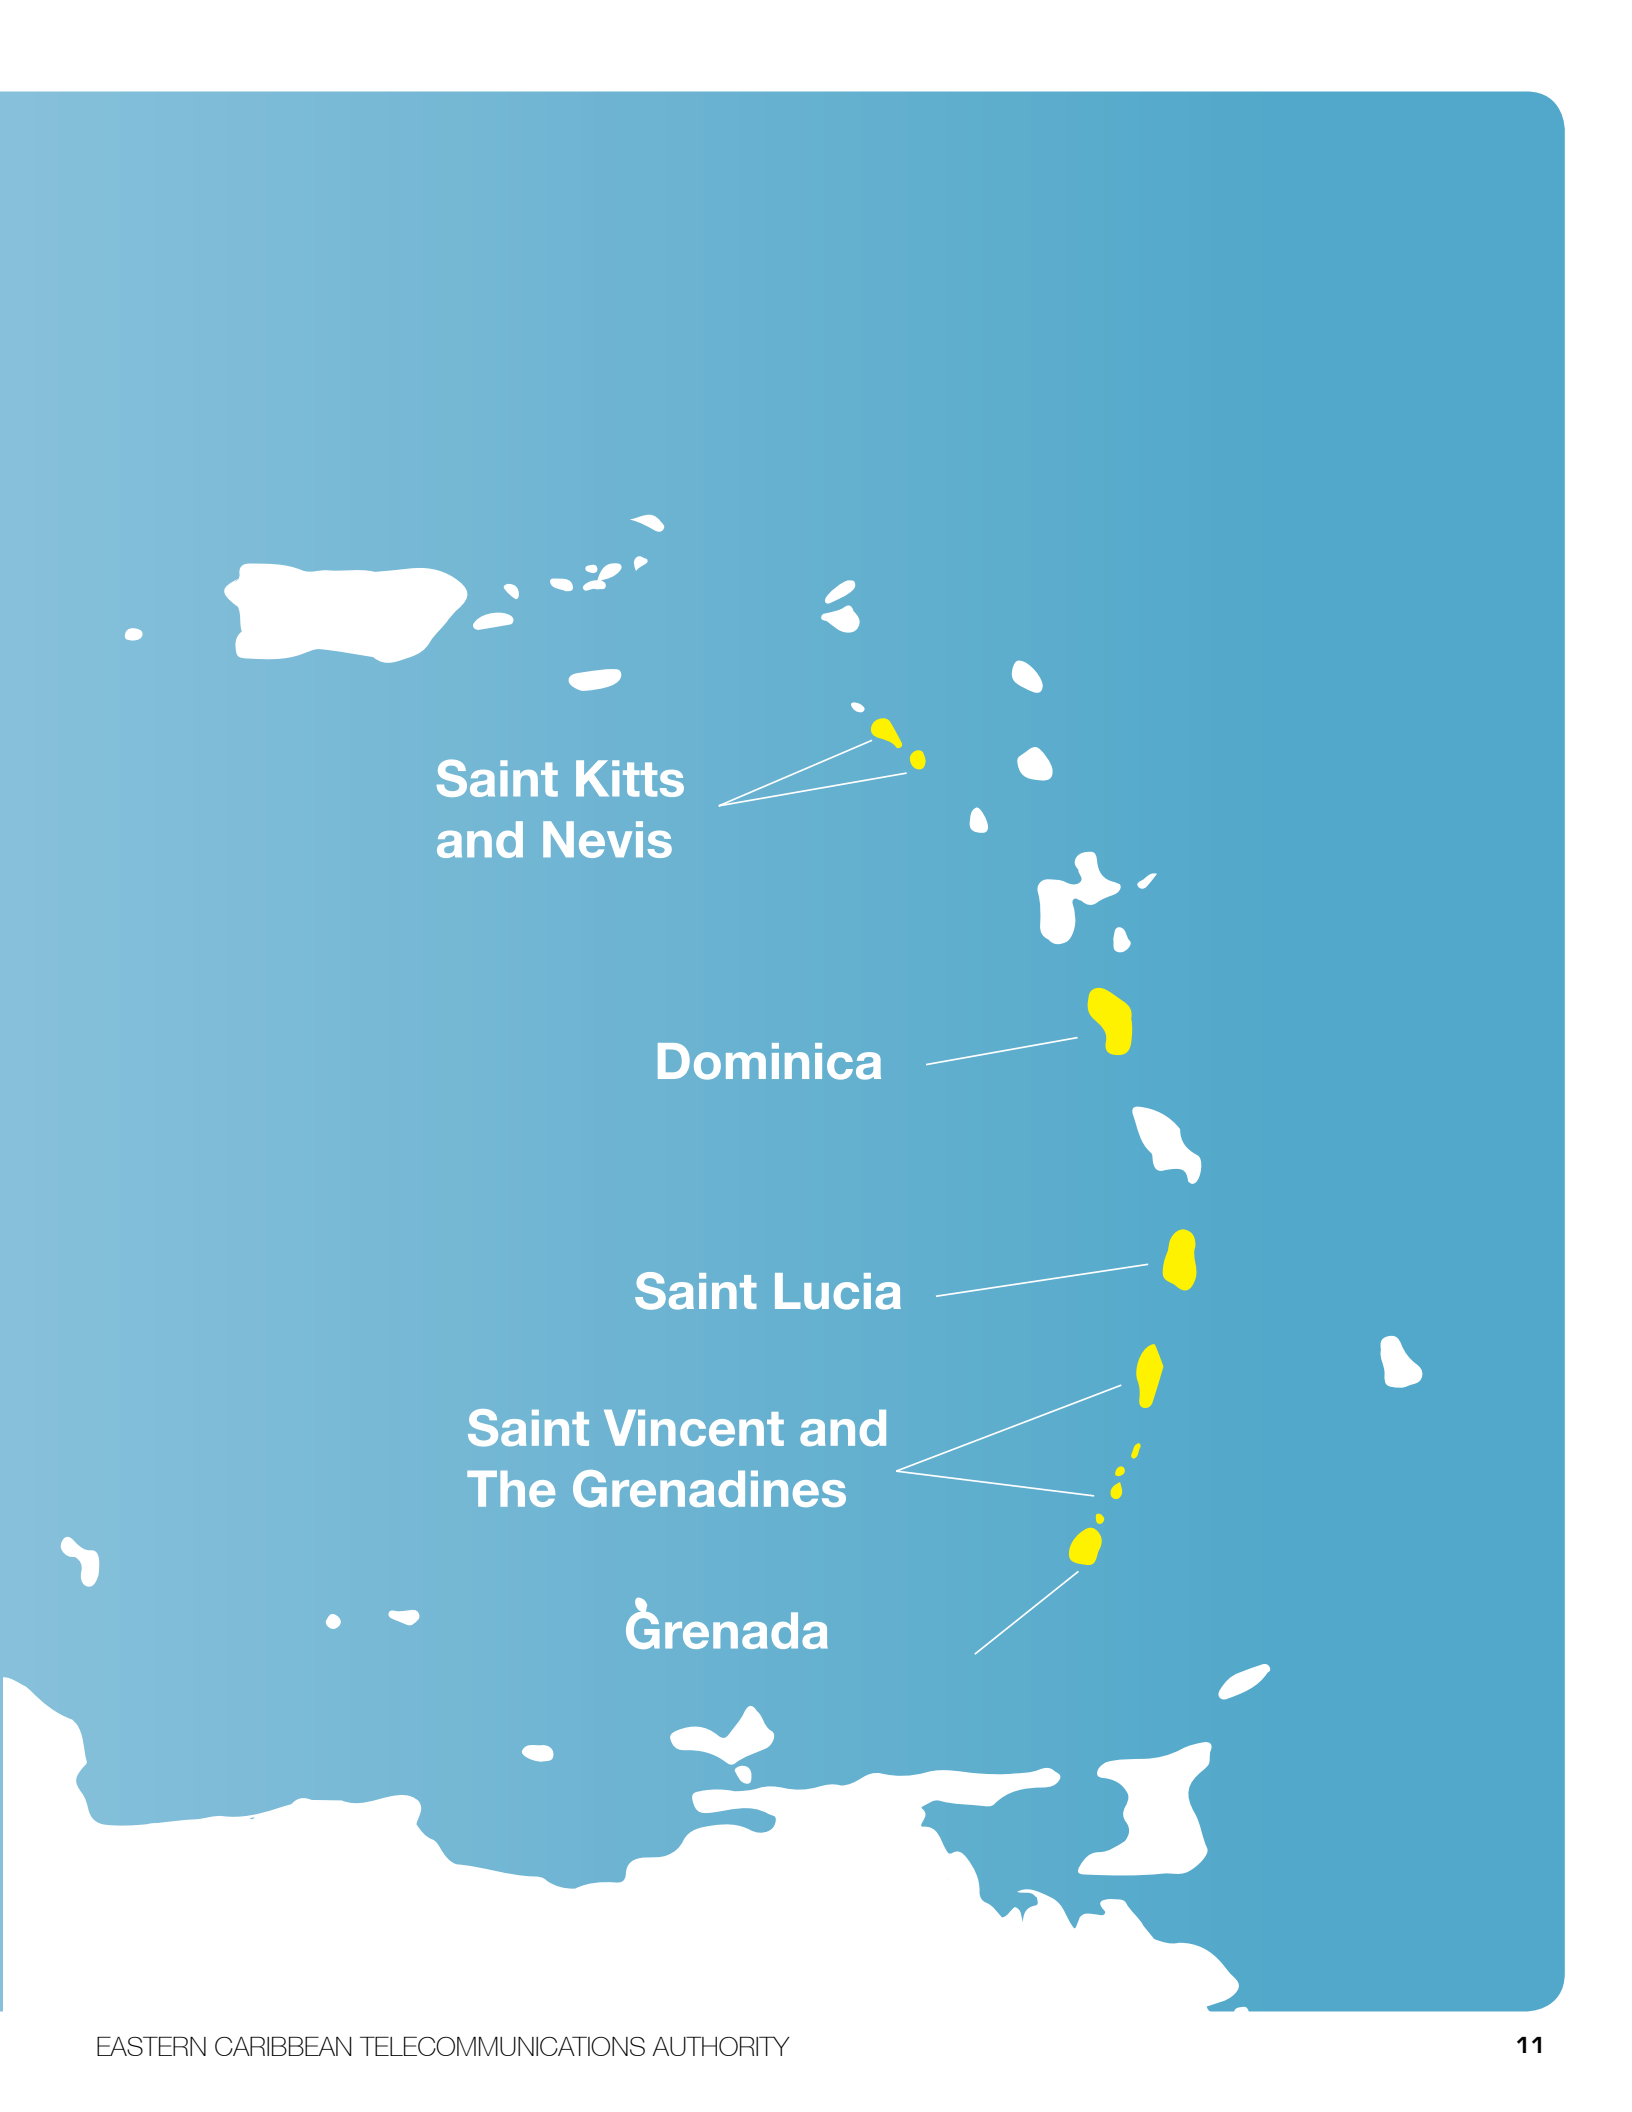 Saint Kitts
and Nevis
Dominica
Saint Lucia
Saint Vincent and
The Grenadines
Grenada
EASTERN CARIBBEAN TELECOMMUNICATIONS AUTHORITY
11